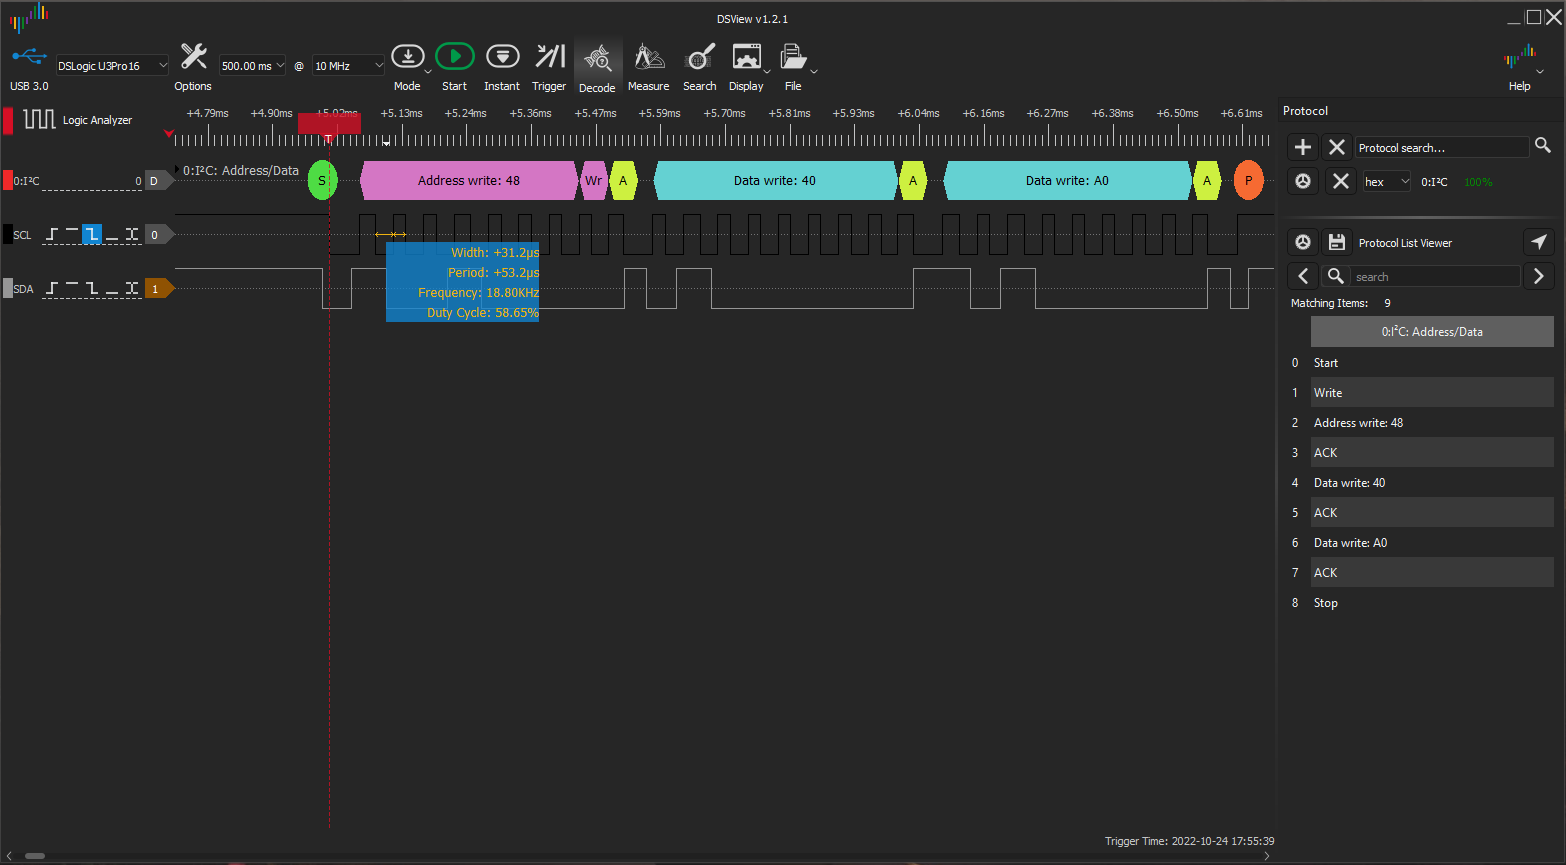 DSView v1.2.1
USB 3.0
DSLogic U3Pro16
Options
500.00 ms @ 10 MHz
Mode
Start
Instant
Trigger
Decode
Measure
Search
Display
File
Help
Logic Analyzer
+4.79ms +4.90ms +5.02ms +5.13ms +5.24ms +5.36ms +5.47ms +5.59ms +5.70ms +5.81ms +5.93ms +6.04ms +6.16ms +6.27ms +6.38ms +6.50ms +6.61ms
T
0:I²C 0 D
0:I²C: Address/Data
S
Address write: 48
Wr
A
Data write: 40
A
Data write: A0
A
P
SCL 0
Width: +31.2µs
Period: +53.2µs
Frequency: 18.80KHz
Duty Cycle: 58.65%
SDA 1
Trigger Time: 2022-10-24 17:55:39
Protocol
Protocol search...
hex 0:I²C 100%
Protocol List Viewer
search
Matching Items: 9
0:I²C: Address/Data
0 Start
1 Write
2 Address write: 48
3 ACK
4 Data write: 40
5 ACK
6 Data write: A0
7 ACK
8 Stop